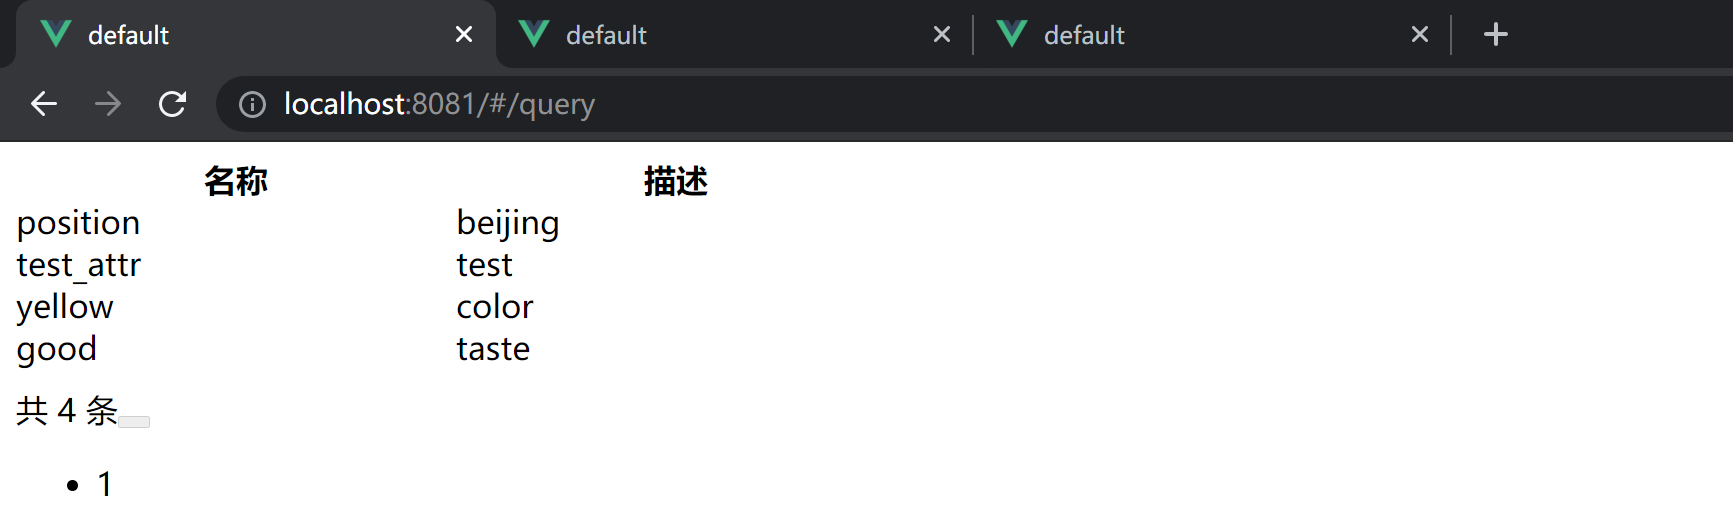 default default default
localhost:8081/#/query
名称 描述
position beijing
test_attr test
yellow color
good taste
共 4 条
1